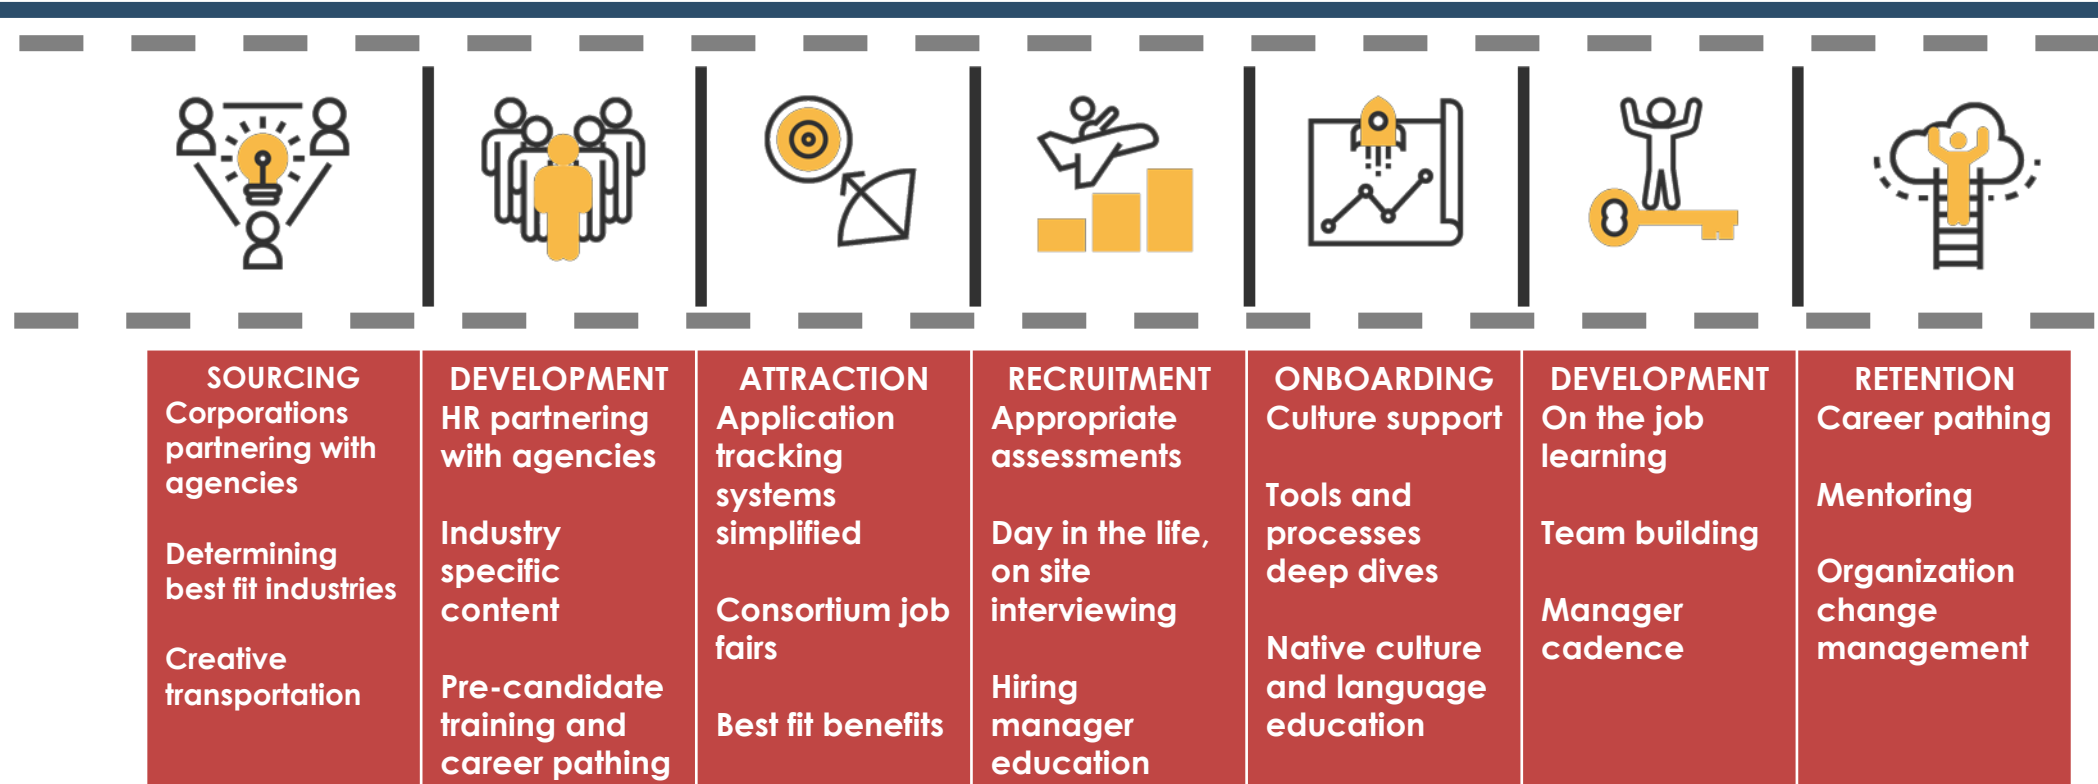 SOURCING
Corporations
partnering with
agencies
Determining
best fit industries
Creative
transportation
DEVELOPMENT
HR partnering
with agencies
Industry
specific
content
Pre-candidate
training and
career pathing
ATTRACTION
Application
tracking
systems
simplified
Consortium job
fairs
Best fit benefits
RECRUITMENT
Appropriate
assessments
Day in the life,
on site
interviewing
Hiring
manager
education
ONBOARDING
Culture support
Tools and
processes
deep dives
Native culture
and language
education
DEVELOPMENT
On the job
learning
Team building
Manager
cadence
RETENTION
Career pathing
Mentoring
Organization
change
management